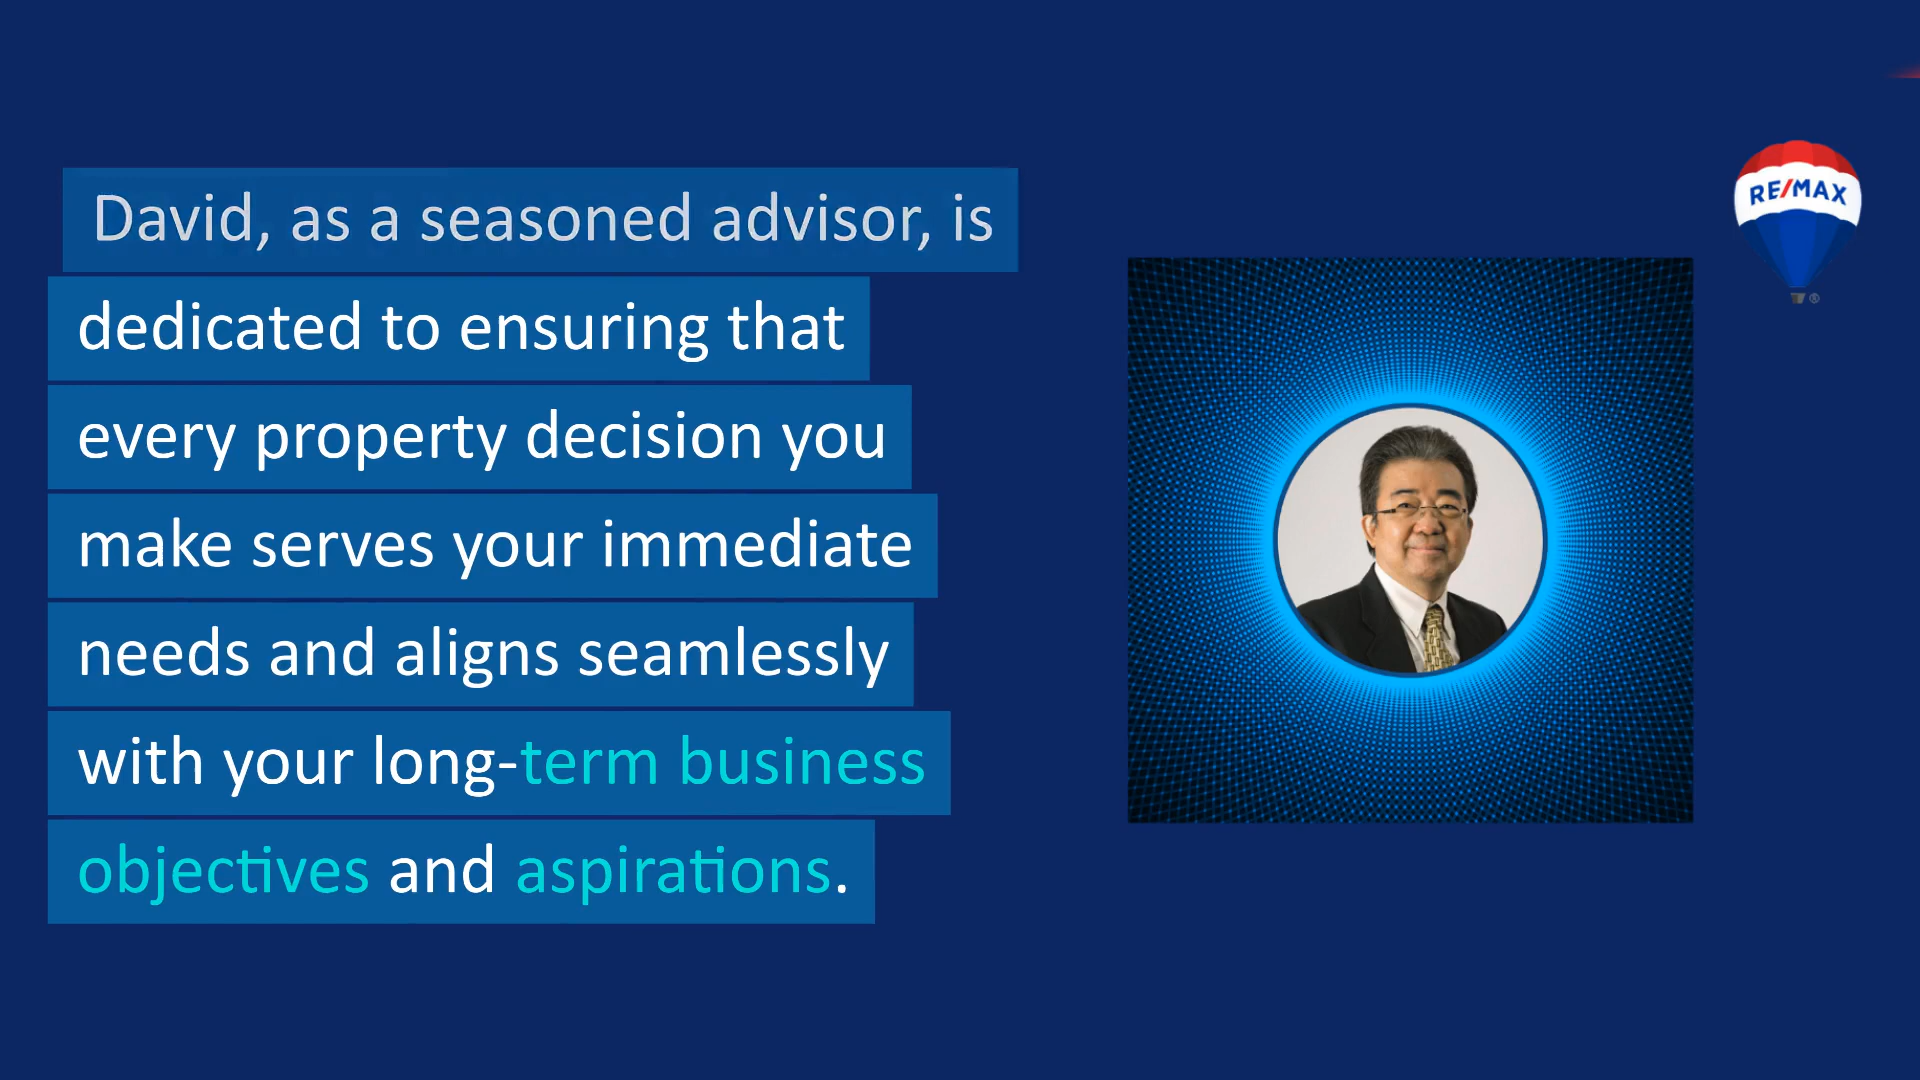 David, as a seasoned advisor, is
dedicated to ensuring that
every property decision you
make serves your immediate
needs and aligns seamlessly
with your long-term business
objectives and aspirations.
RE/MAX
®